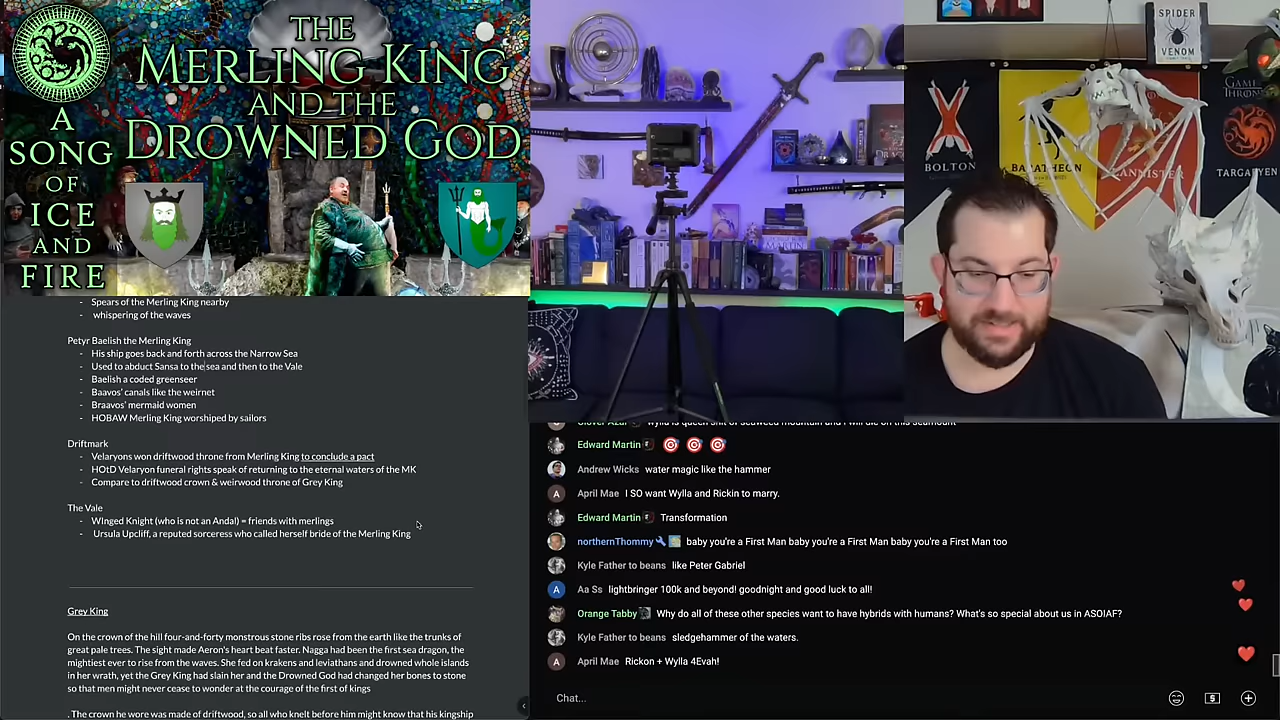 THE
MERLING KING
AND THE
DROWNED GOD
A
SONG
OF
ICE
AND
FIRE
- Spears of the Merling King nearby
- whispering of the waves
Petyr Baelish the Merling King
- His ship goes back and forth across the Narrow Sea
- Used to abduct Sansa to the sea and then to the Vale
- Baelish a coded greenseer
- Baavos' canals like the weirnet
- Braavos' mermaid women
- HOBAW Merling King worshiped by sailors
Driftmark
- Velaryons won driftwood throne from Merling King to conclude a pact
- HOtD Velaryon funeral rights speak of returning to the eternal waters of the MK
- Compare to driftwood crown & weirwood throne of Grey King
The Vale
- WInged Knight (who is not an Andal) = friends with merlings
- Ursula Upcliff, a reputed sorceress who called herself bride of the Merling King
Grey King
On the crown of the hill four-and-forty monstrous stone ribs rose from the earth like the trunks of
great pale trees. The sight made Aeron's heart beat faster. Nagga had been the first sea dragon, the
mightiest ever to rise from the waves. She fed on krakens and leviathans and drowned whole islands
in her wrath, yet the Grey King had slain her and the Drowned God had changed her bones to stone
so that men might never cease to wonder at the courage of the first of kings
. The crown he wore was made of driftwood, so all who knelt before him might know that his kingship
SPIDER
VENOM
BOLTON
BARATHEON
LANNISTER
GAME
THRONES
TARGARYEN
Clover Azar wylla is queen shit of seaweed mountain and I will die on this seamount
Edward Martin
Andrew Wicks water magic like the hammer
A April Mae I SO want Wylla and Rickin to marry.
Edward Martin Transformation
northernThommy baby you're a First Man baby you're a First Man baby you're a First Man too
Kyle Father to beans like Peter Gabriel
A Aa Ss lightbringer 100k and beyond! goodnight and good luck to all!
Orange Tabby Why do all of these other species want to have hybrids with humans? What's so special about us in ASOIAF?
Kyle Father to beans sledgehammer of the waters.
A April Mae Rickon + Wylla 4Evah!
Chat...